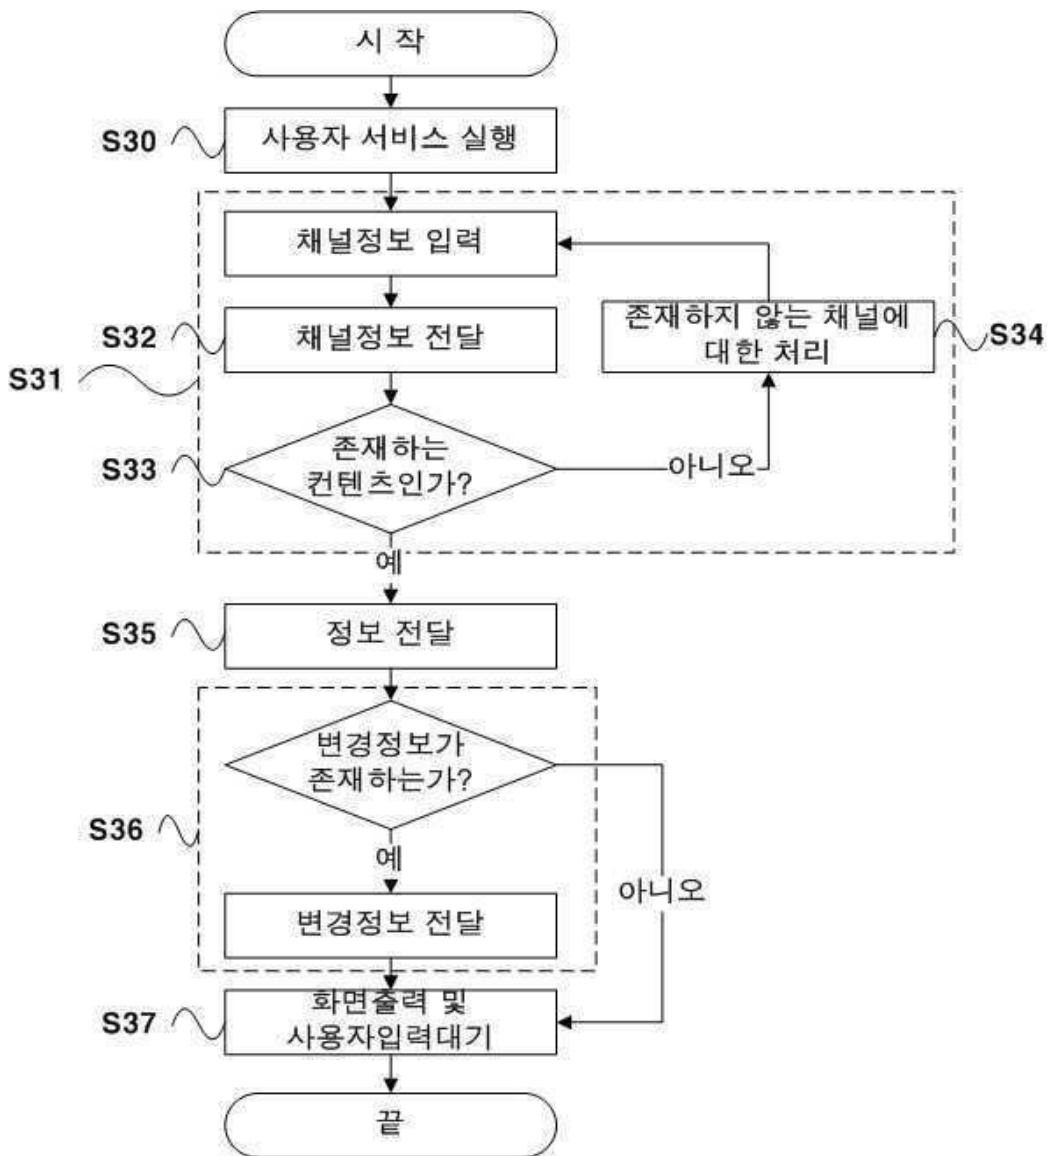 시 작
S30
사용자 서비스 실행
채널정보 입력
S32
채널정보 전달
존재하지 않는 채널에
대한 처리
S34
S31
S33
존재하는
컨텐츠인가?
아니오
예
S35
정보 전달
변경정보가
존재하는가?
S36
예
아니오
변경정보 전달
S37
화면출력 및
사용자입력대기
끝